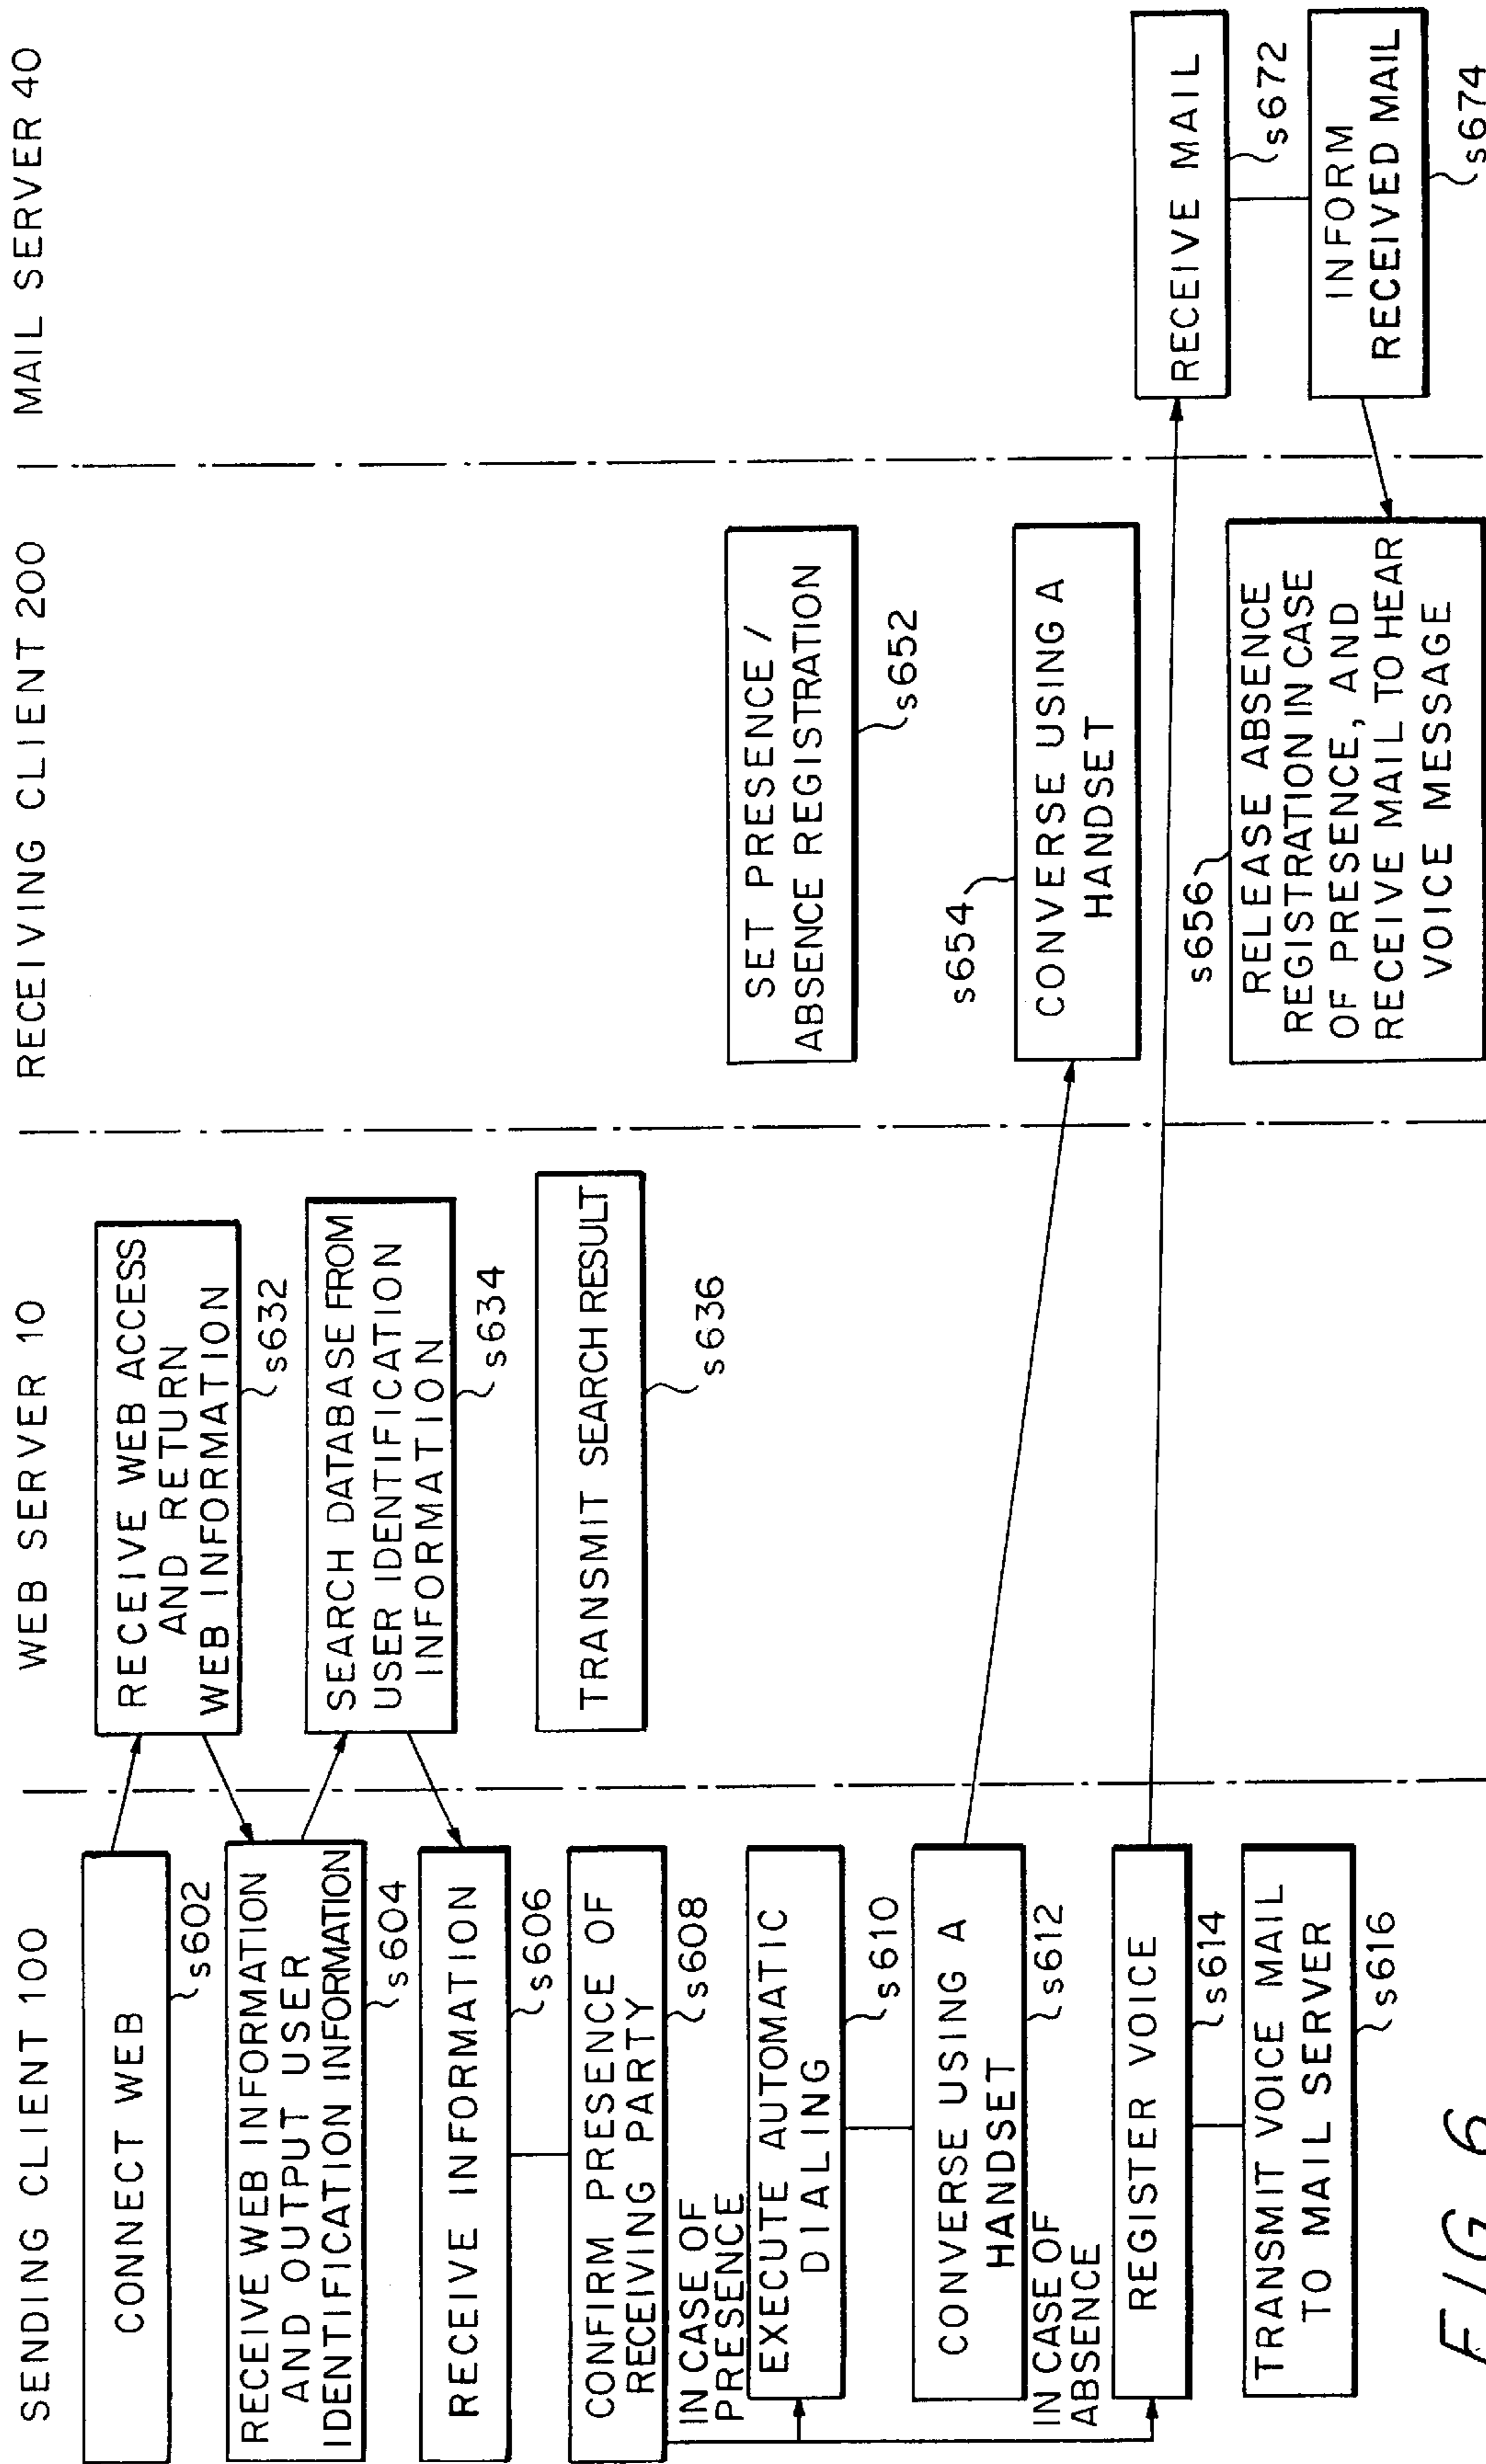 SENDING CLIENT 100
CONNECT WEB
s602
RECEIVE WEB INFORMATION
AND OUTPUT USER
IDENTIFICATION INFORMATION
s604
RECEIVE INFORMATION
s606
CONFIRM PRESENCE OF
RECEIVING PARTY
s608
IN CASE OF
PRESENCE
EXECUTE AUTOMATIC
DIALING
s610
CONVERSE USING A
HANDSET
s612
IN CASE OF
ABSENCE
REGISTER VOICE
s614
TRANSMIT VOICE MAIL
TO MAIL SERVER
s616
WEB SERVER 10
RECEIVE WEB ACCESS
AND RETURN
WEB INFORMATION
s632
SEARCH DATABASE FROM
USER IDENTIFICATION
INFORMATION
s634
TRANSMIT SEARCH RESULT
s636
RECEIVING CLIENT 200
SET PRESENCE /
ABSENCE REGISTRATION
s652
s654
CONVERSE USING A
HANDSET
s656
RELEASE ABSENCE
REGISTRATION IN CASE
OF PRESENCE, AND
RECEIVE MAIL TO HEAR
VOICE MESSAGE
MAIL SERVER 40
RECEIVE MAIL
s672
INFORM
RECEIVED MAIL
s674
FIG. 6